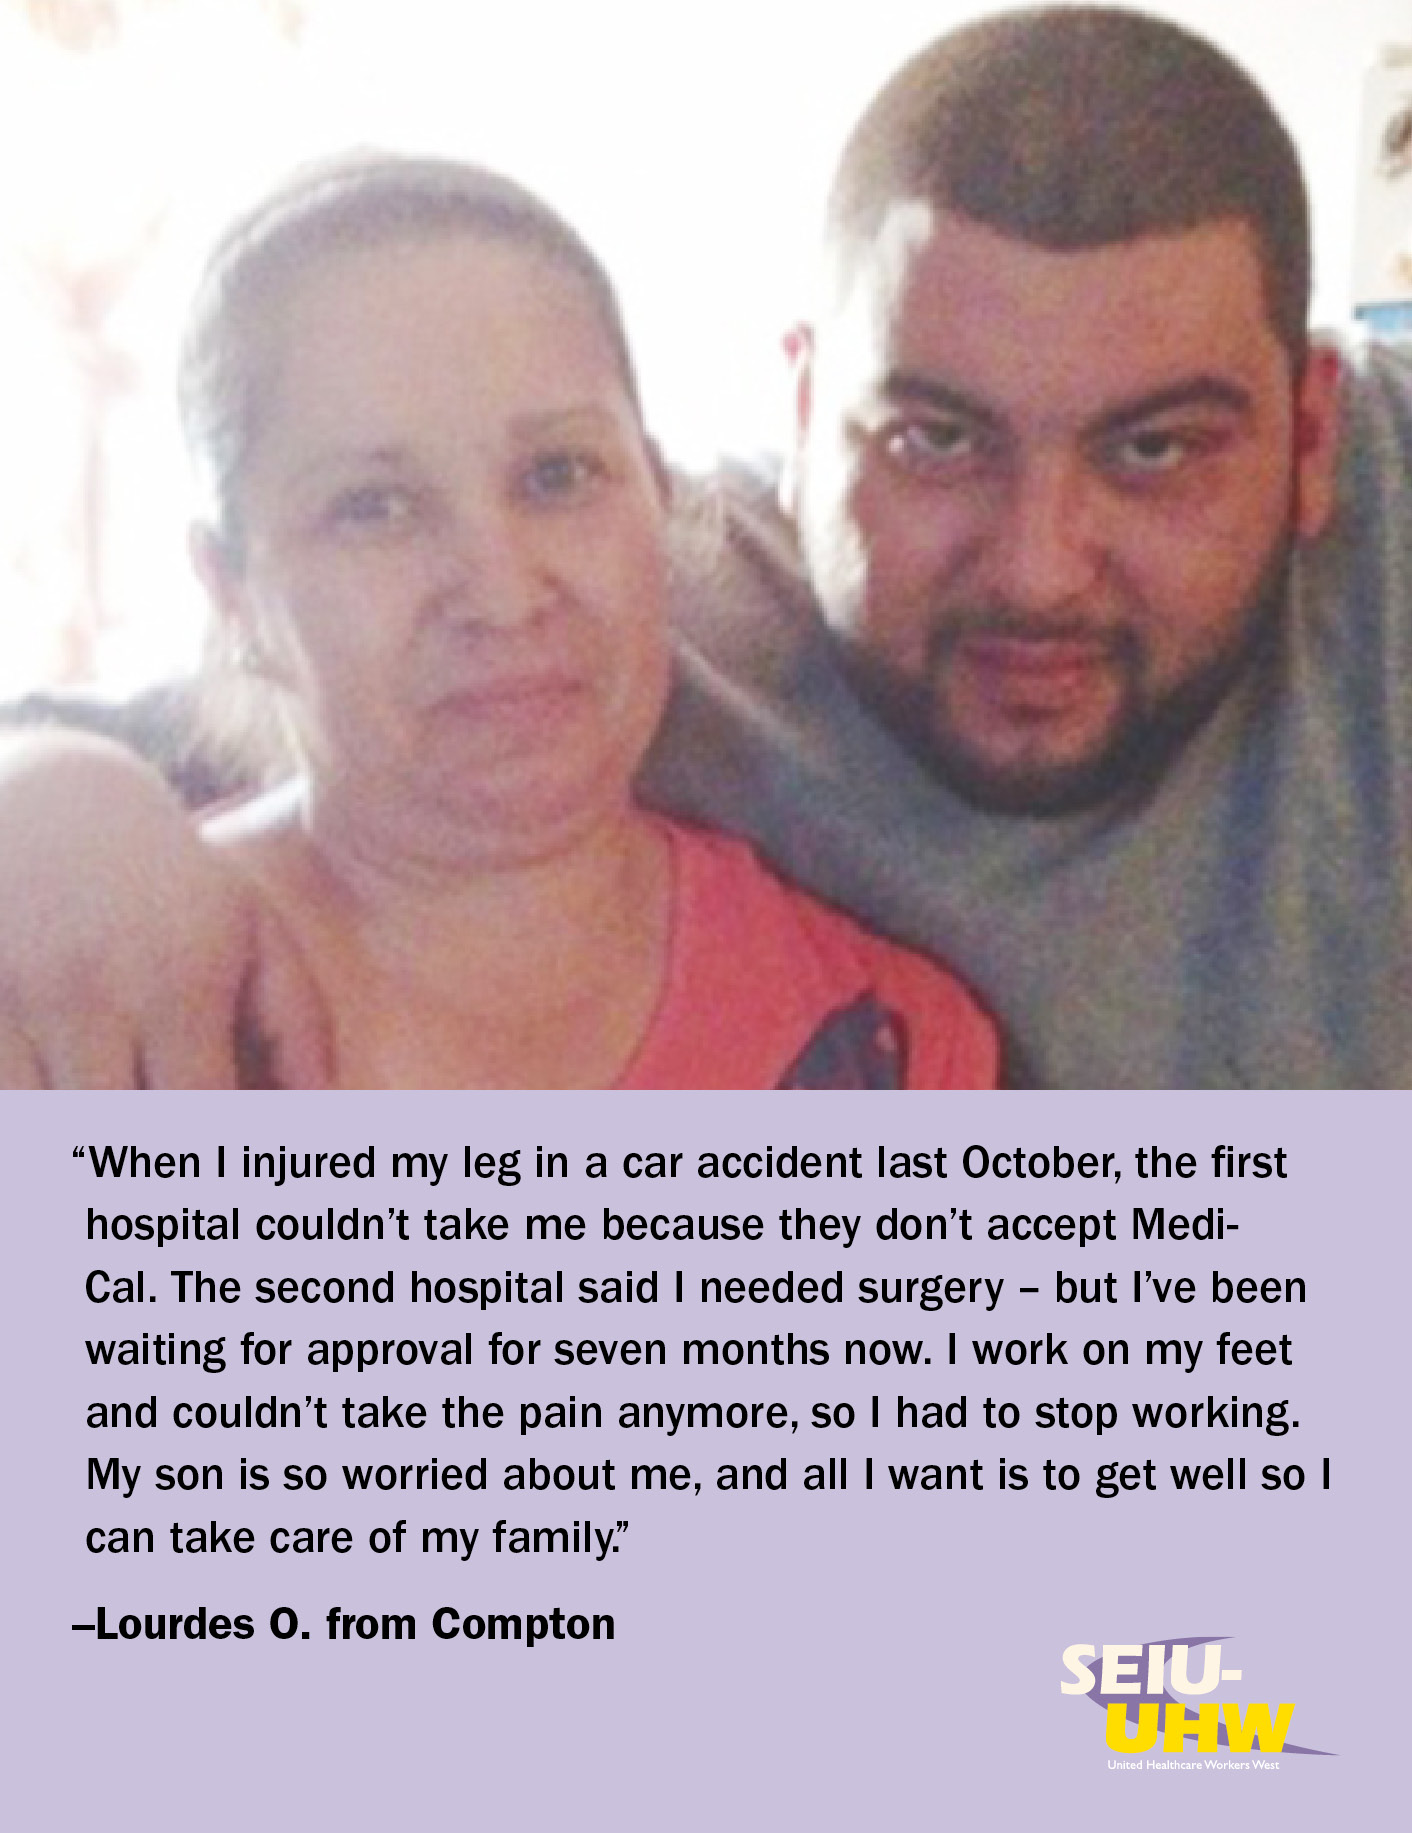 “When I injured my leg in a car accident last October, the first
hospital couldn’t take me because they don’t accept Medi-
Cal. The second hospital said I needed surgery – but I’ve been
waiting for approval for seven months now. I work on my feet
and couldn’t take the pain anymore, so I had to stop working.
My son is so worried about me, and all I want is to get well so I
can take care of my family.”
–Lourdes O. from Compton
SEIU-
UHW
United Healthcare Workers West